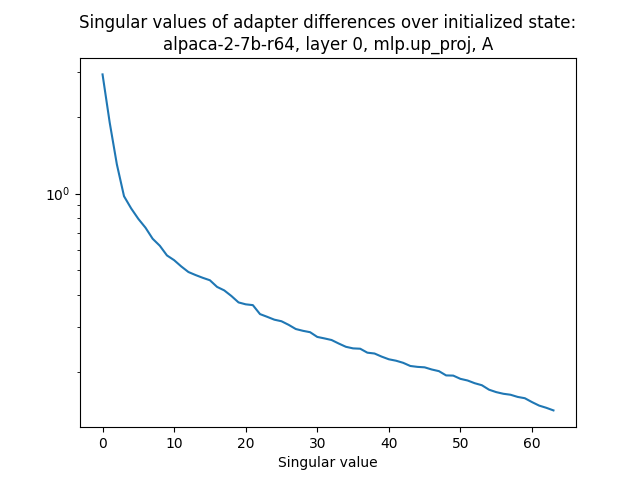 Singular values of adapter differences over initialized state:
alpaca-2-7b-r64, layer 0, mlp.up_proj, A
10⁰
0 10 20 30 40 50 60
Singular value